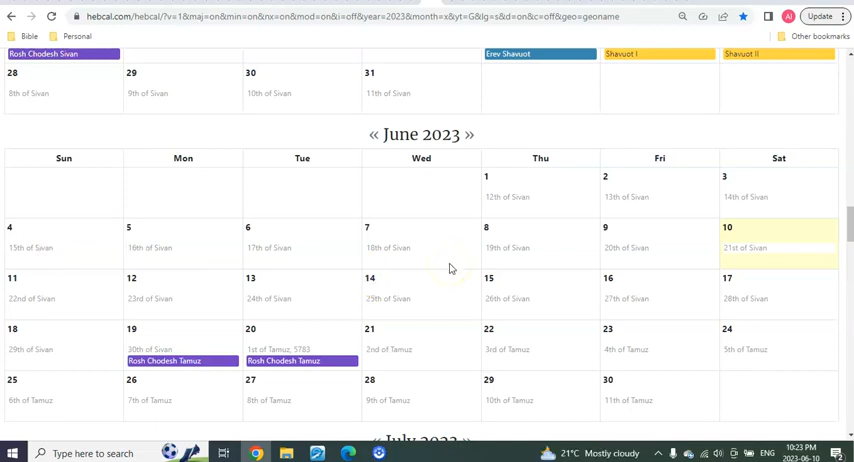 hebcal.com/hebcal/?v=1&maj=on&min=on&nx=on&mod=on&i=off&year=2023&month=x&yt=G&lg=s&d=on&c=off&geo=geoname
AI
Update
Bible
Personal
Other bookmarks
Rosh Chodesh Sivan
Erev Shavuot
Shavuot I
Shavuot II
28 29 30 31
8th of Sivan 9th of Sivan 10th of Sivan 11th of Sivan
« June 2023 »
Sun Mon Tue Wed Thu Fri Sat
1 2 3
12th of Sivan 13th of Sivan 14th of Sivan
4 5 6 7 8 9 10
15th of Sivan 16th of Sivan 17th of Sivan 18th of Sivan 19th of Sivan 20th of Sivan 21st of Sivan
11 12 13 14 15 16 17
22nd of Sivan 23rd of Sivan 24th of Sivan 25th of Sivan 26th of Sivan 27th of Sivan 28th of Sivan
18 19 20 21 22 23 24
29th of Sivan 30th of Sivan 1st of Tamuz, 5783 2nd of Tamuz 3rd of Tamuz 4th of Tamuz 5th of Tamuz
Rosh Chodesh Tamuz Rosh Chodesh Tamuz
25 26 27 28 29 30
6th of Tamuz 7th of Tamuz 8th of Tamuz 9th of Tamuz 10th of Tamuz 11th of Tamuz
« July 2023 »
Type here to search
21°C Mostly cloudy
ENG
10:23 PM
2023-06-10
2